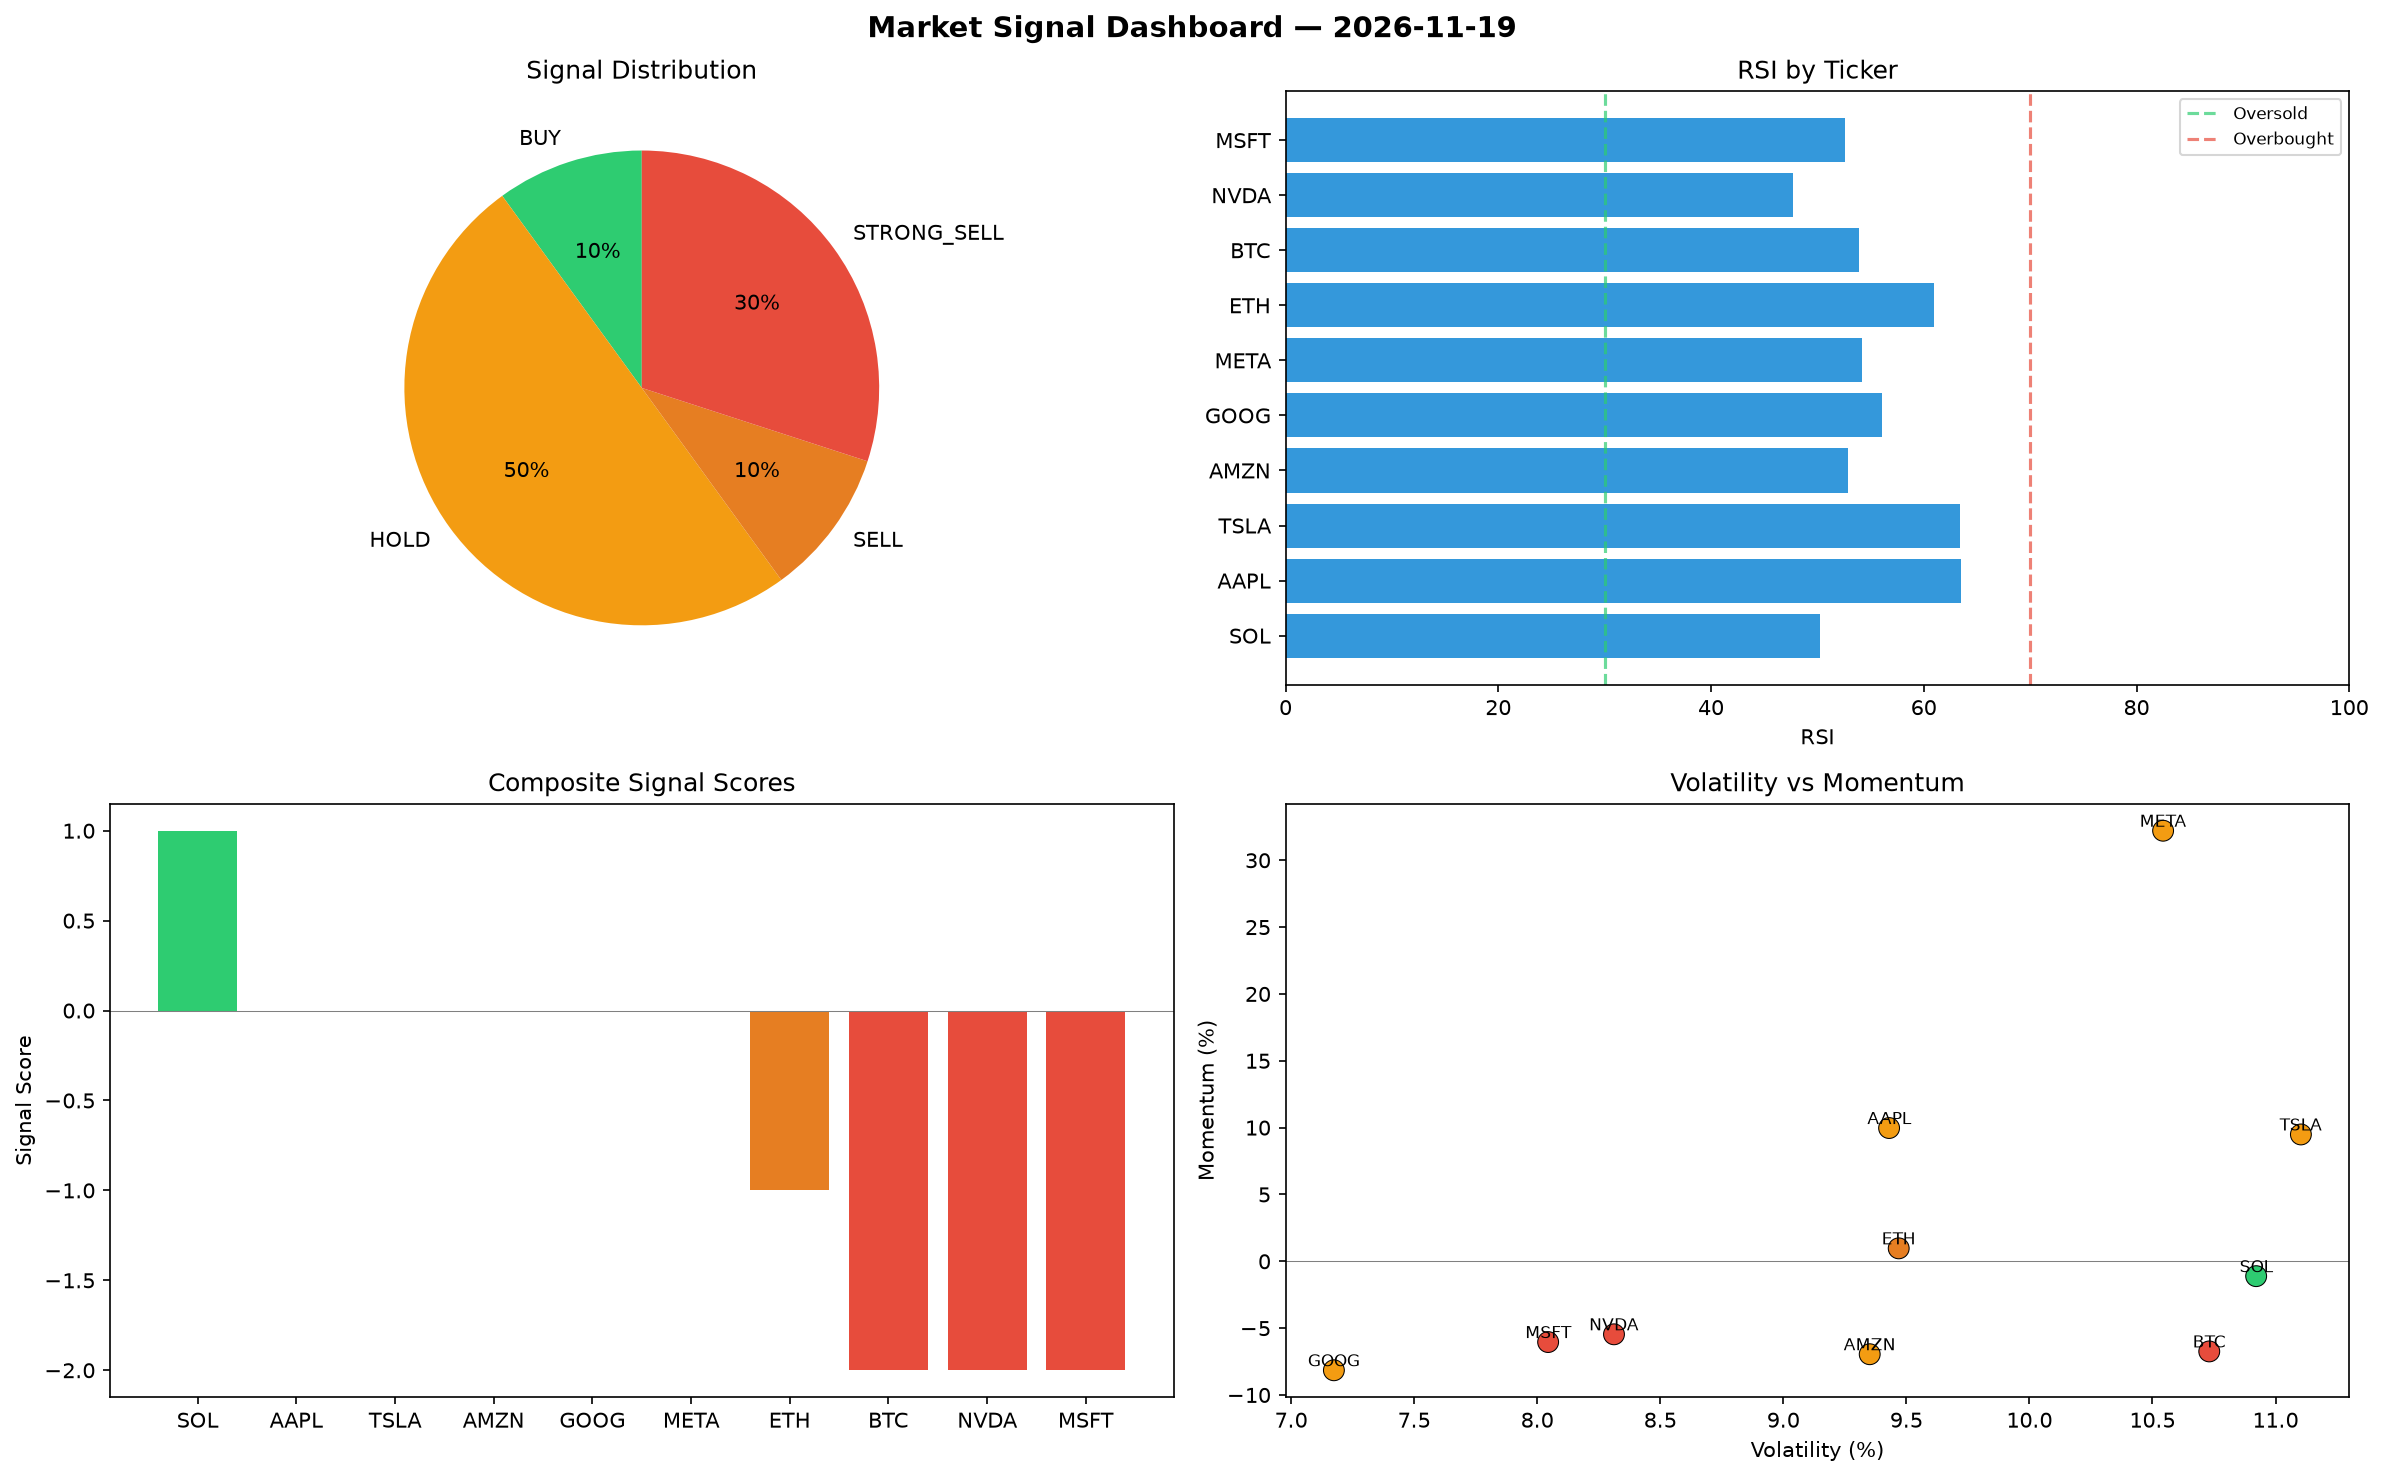 Market Signal Dashboard — 2026-11-19
Signal Distribution
BUY
STRONG_SELL
10%
30%
50%
10%
HOLD
SELL
RSI by Ticker
Oversold
Overbought
MSFT
NVDA
BTC
ETH
META
GOOG
AMZN
TSLA
AAPL
SOL
0 20 40 60 80 100
RSI
Composite Signal Scores
Signal Score
1.0
0.5
0.0
−0.5
−1.0
−1.5
−2.0
SOL AAPL TSLA AMZN GOOG META ETH BTC NVDA MSFT
Volatility vs Momentum
Momentum (%)
30
25
20
15
10
5
0
−5
−10
META
AAPL
TSLA
ETH
SOL
NVDA
MSFT
BTC
AMZN
GOOG
7.0 7.5 8.0 8.5 9.0 9.5 10.0 10.5 11.0
Volatility (%)